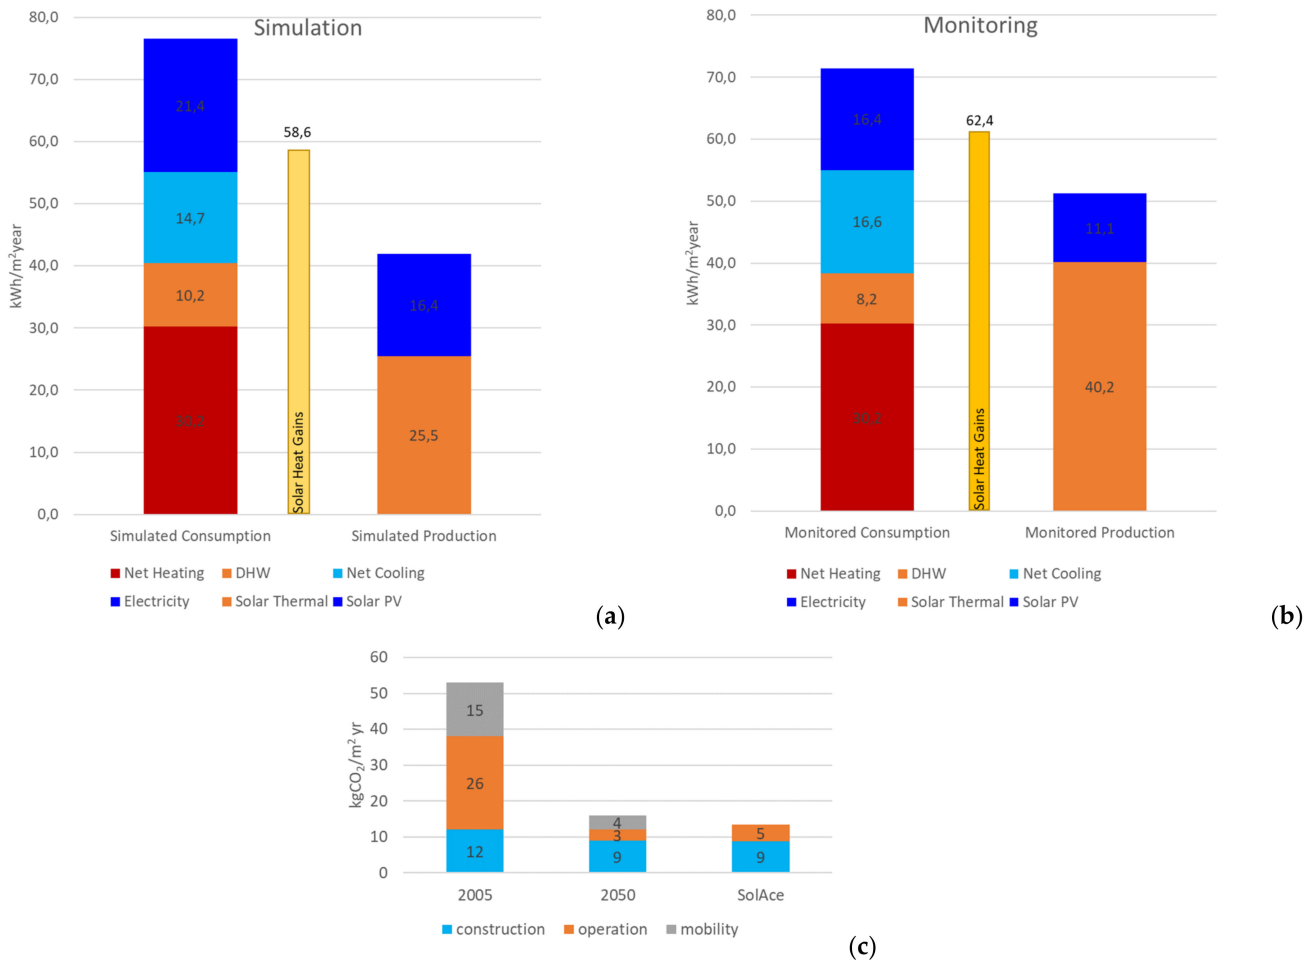 Simulation
80,0
70,0
60,0
50,0
40,0
30,0
20,0
10,0
0,0
kWh/m²year
21,4
14,7
10,2
30,2
58,6
Solar Heat Gains
16,4
25,5
Simulated Consumption
Simulated Production
Net Heating DHW Net Cooling
Electricity Solar Thermal Solar PV
(a)
Monitoring
80,0
70,0
60,0
50,0
40,0
30,0
20,0
10,0
0,0
kWh/m²year
16,4
16,6
8,2
30,2
62,4
Solar Heat Gains
11,1
40,2
Monitored Consumption
Monitored Production
Net Heating DHW Net Cooling
Electricity Solar Thermal Solar PV
(b)
60
50
40
30
20
10
0
kgCO₂/m² yr
15
26
12
4
3
9
5
9
2005 2050 SolAce
construction operation mobility
(c)